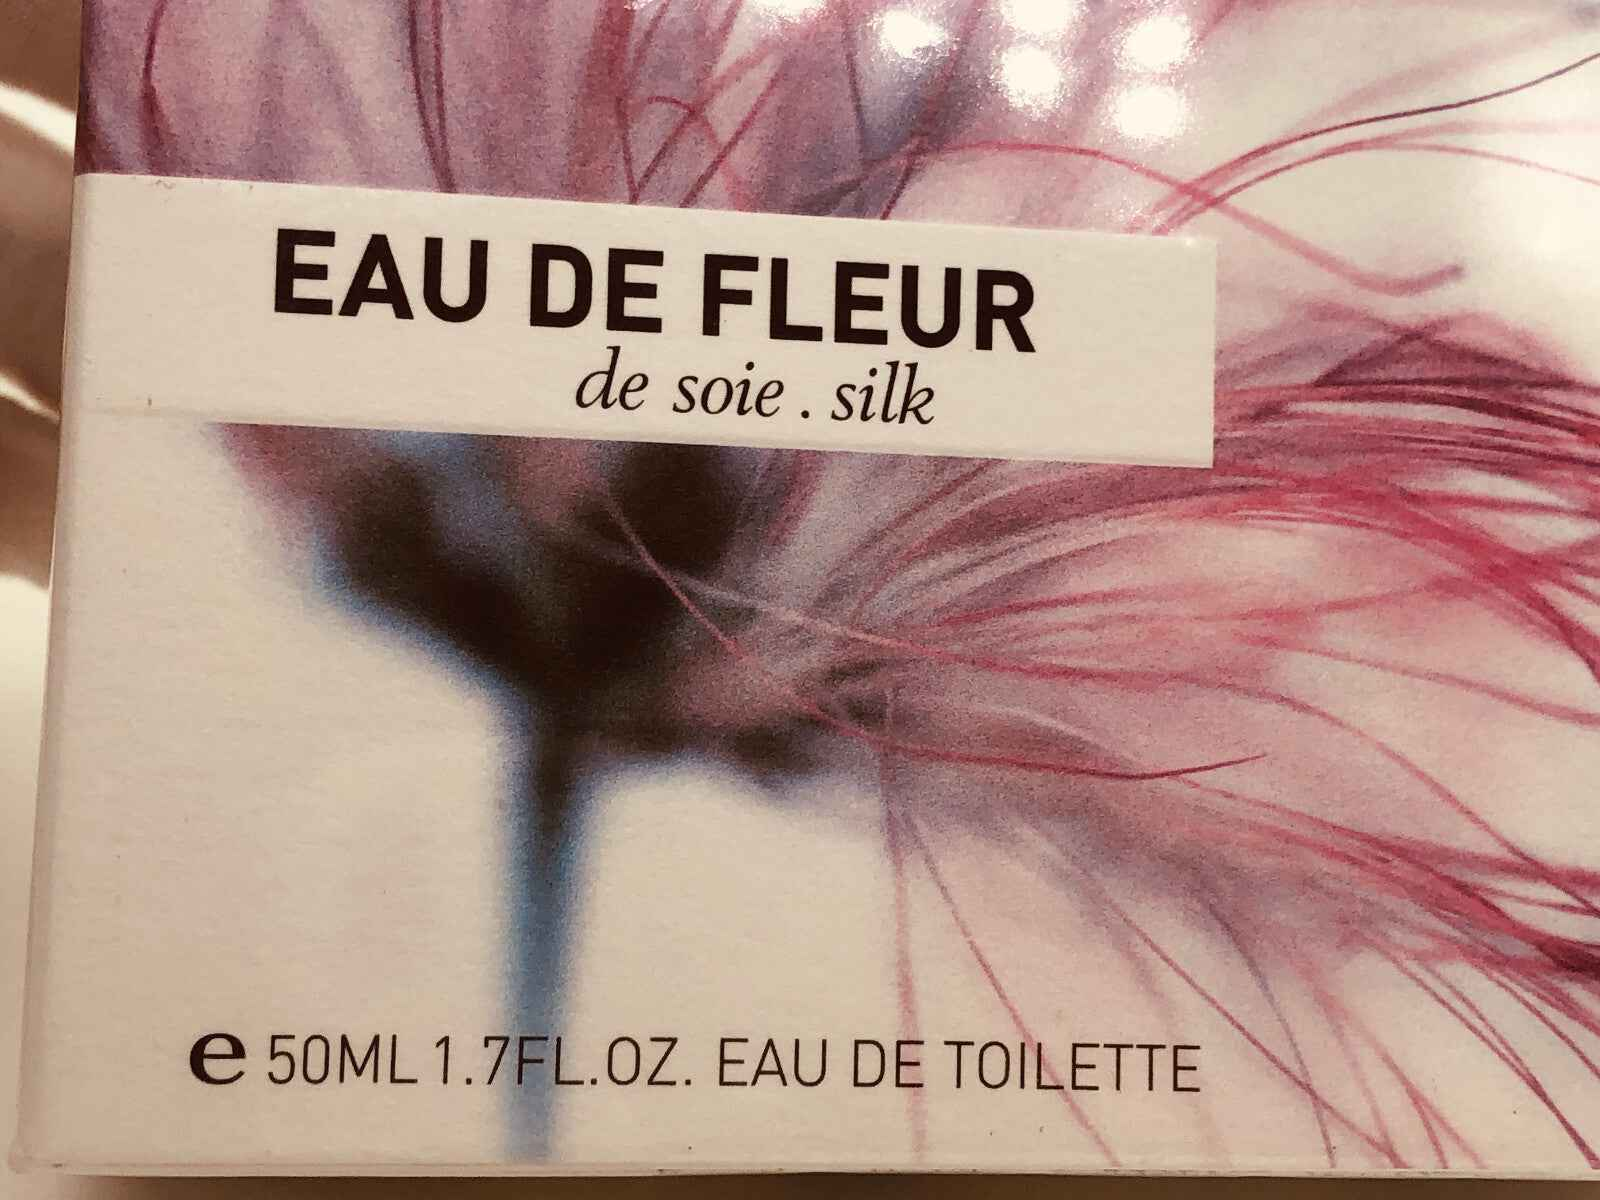 EAU DE FLEUR
de soie . silk
℮ 50ML 1.7FL.OZ. EAU DE TOILETTE